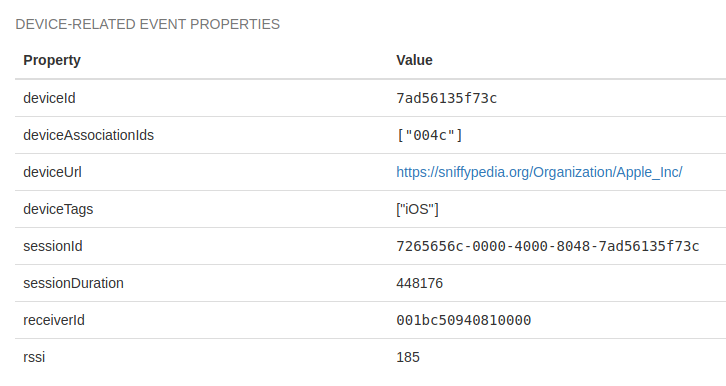 DEVICE-RELATED EVENT PROPERTIES
Property Value
deviceId 7ad56135f73c
deviceAssociationIds ["004c"]
deviceUrl https://sniffypedia.org/Organization/Apple_Inc/
deviceTags ["iOS"]
sessionId 7265656c-0000-4000-8048-7ad56135f73c
sessionDuration 448176
receiverId 001bc50940810000
rssi 185